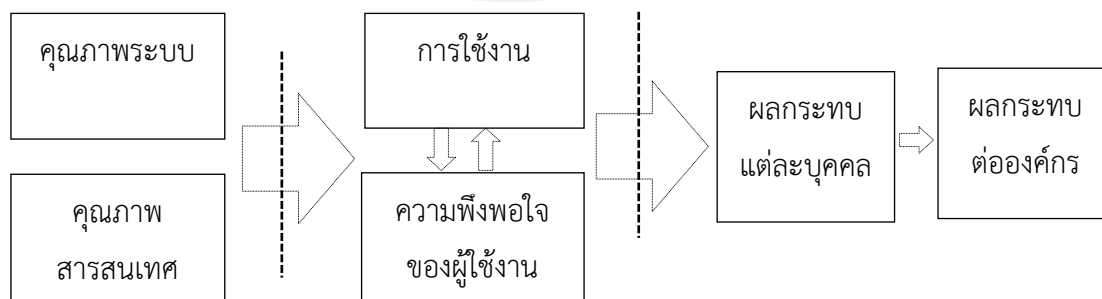 คุณภาพระบบ
คุณภาพ
สารสนเทศ
การใช้งาน
ความพึงพอใจ
ของผู้ใช้งาน
ผลกระทบ
แต่ละบุคคล
ผลกระทบ
ต่อองค์กร